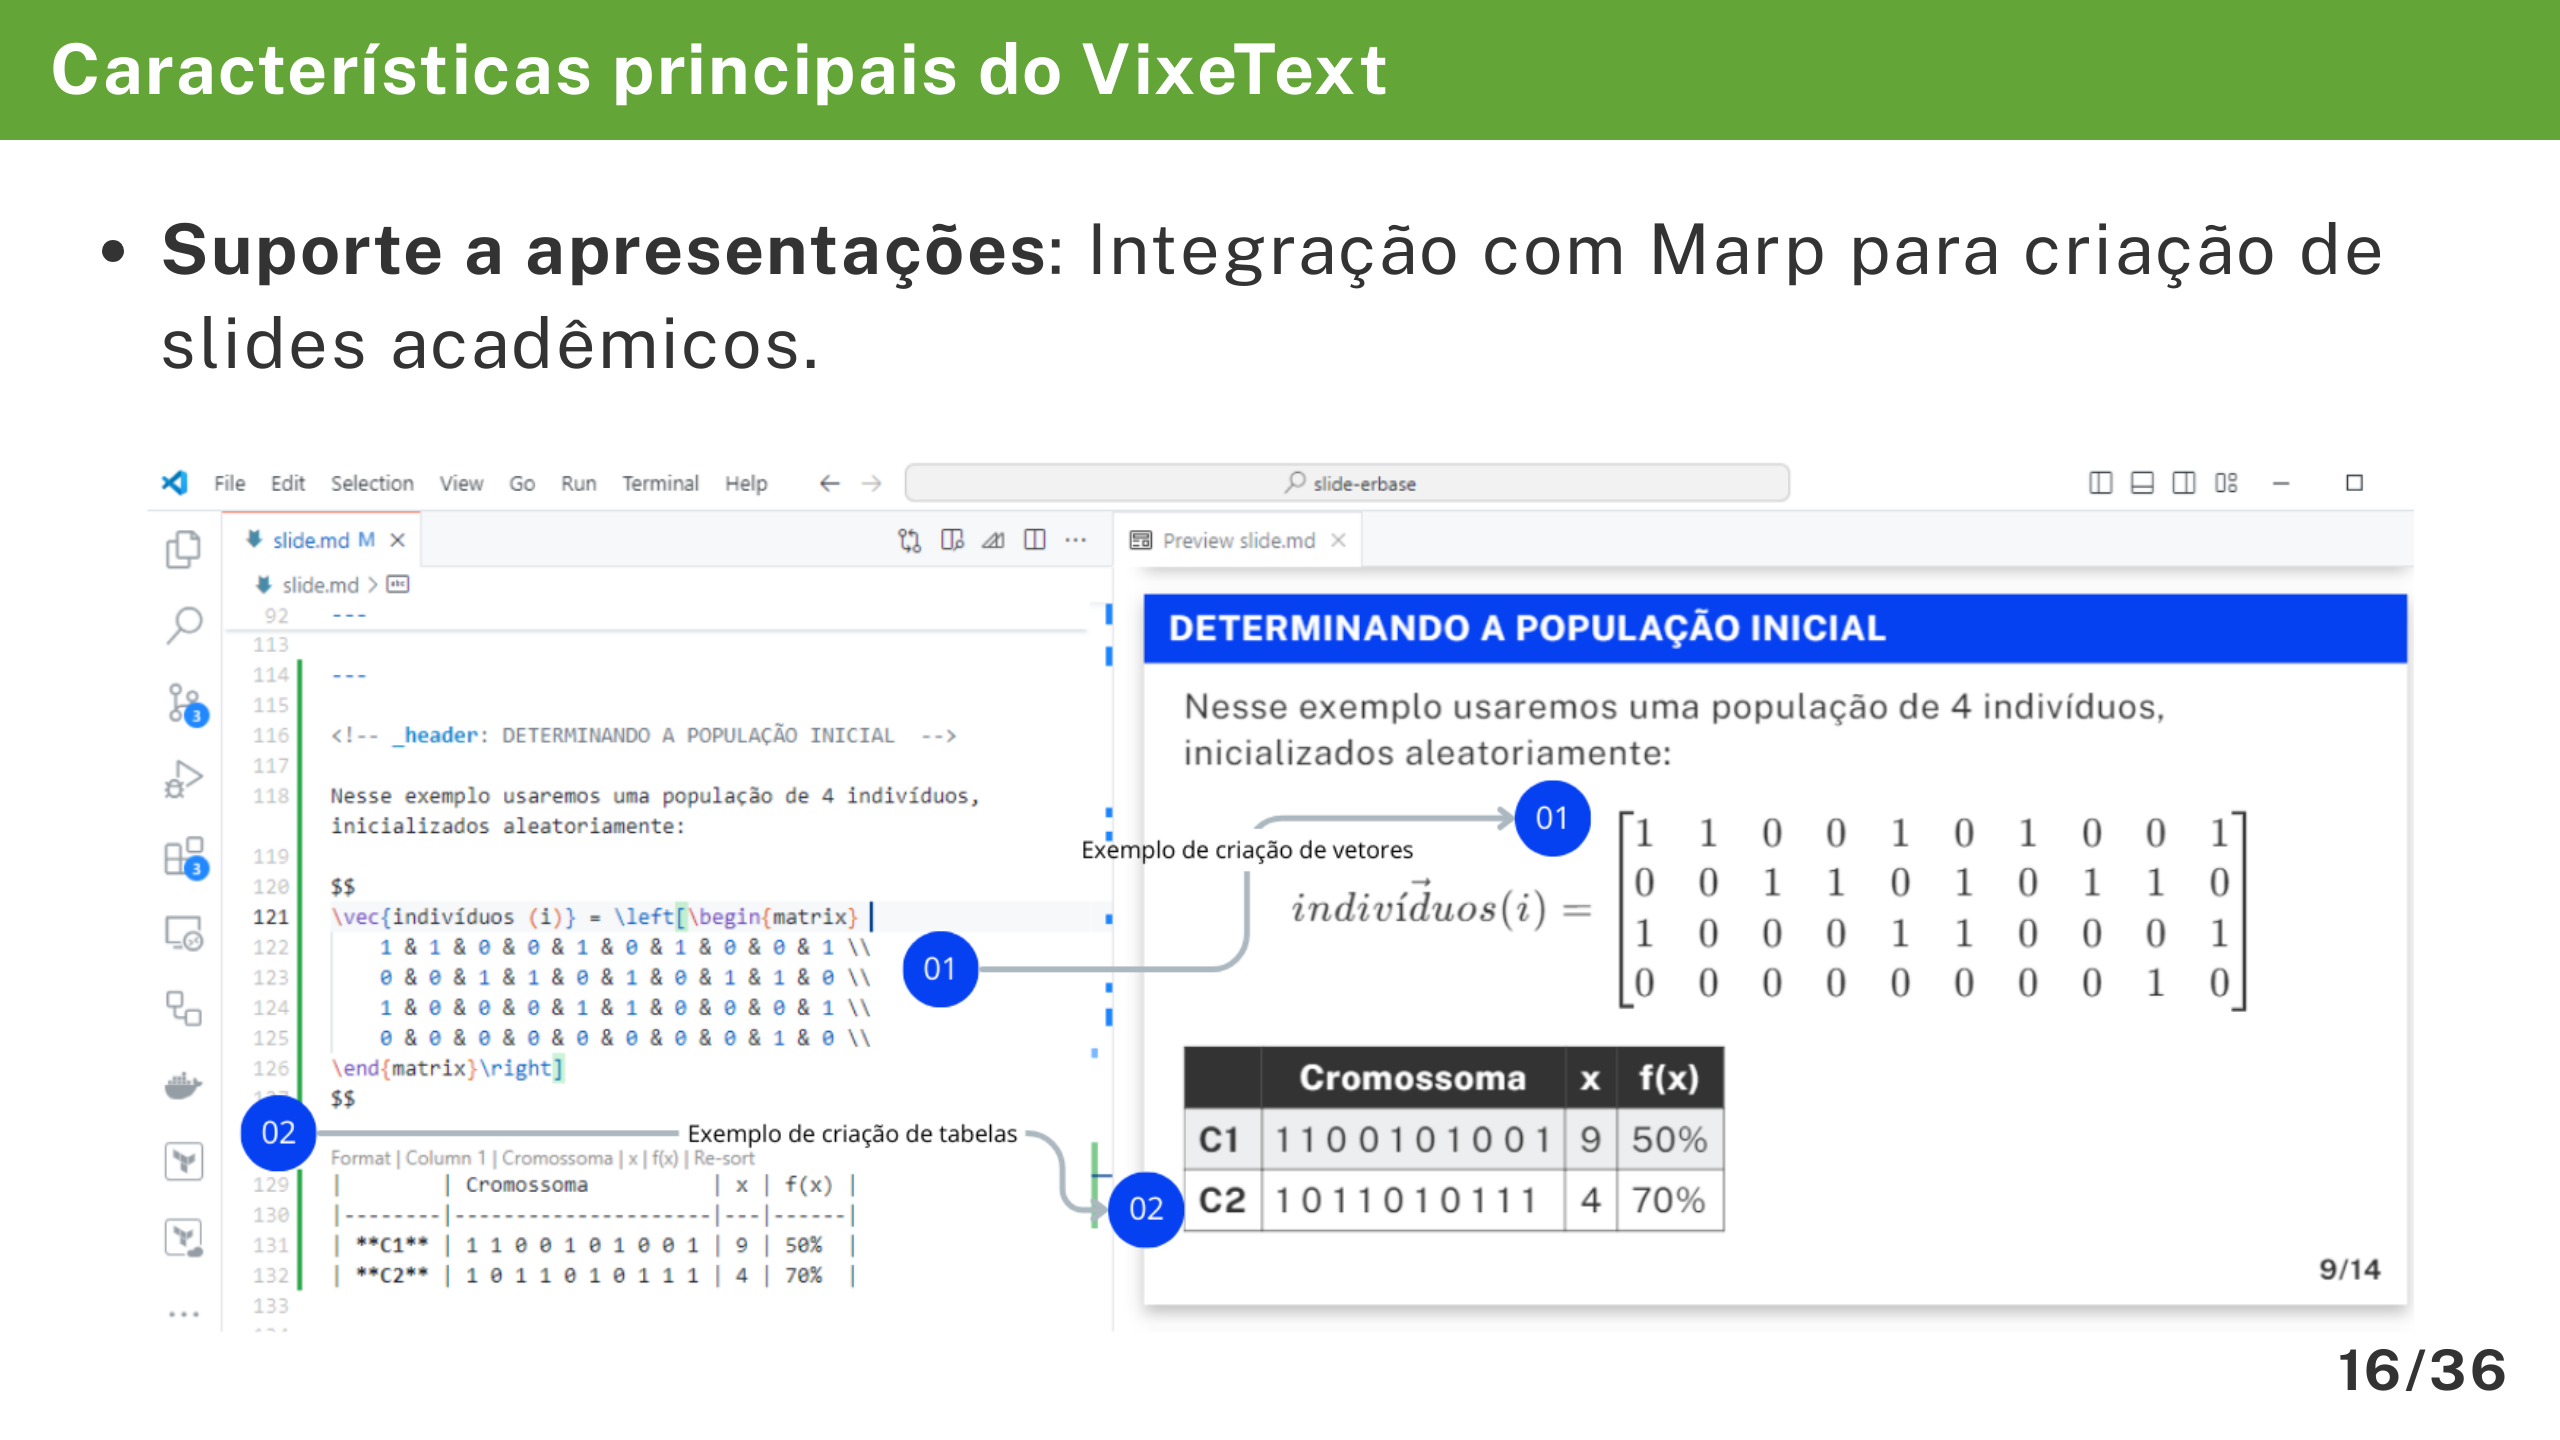 Características principais do VixeText
• Suporte a apresentações: Integração com Marp para criação de
slides acadêmicos.
File Edit Selection View Go Run Terminal Help
slide-erbase
slide.md M
Preview slide.md
slide.md >
92 ---
113
114 ---
115
116 <!-- _header: DETERMINANDO A POPULAÇÃO INICIAL -->
117
118 Nesse exemplo usaremos uma população de 4 indivíduos,
inicializados aleatoriamente:
119
120 $$
121 \vec{indivíduos (i)} = \left[\begin{matrix}
122 1 & 1 & 0 & 0 & 1 & 0 & 1 & 0 & 0 & 1 \\
123 0 & 0 & 1 & 1 & 0 & 1 & 0 & 1 & 1 & 0 \\
124 1 & 0 & 0 & 0 & 1 & 1 & 0 & 0 & 0 & 1 \\
125 0 & 0 & 0 & 0 & 0 & 0 & 0 & 0 & 1 & 0 \\
126 \end{matrix}\right]
$$
01
02
Exemplo de criação de tabelas
02
Format | Column 1 | Cromossoma | x | f(x) | Re-sort
129 | | Cromossoma | x | f(x) |
130 |--------|---------------------|---|------|
131 | **C1** | 1 1 0 0 1 0 1 0 0 1 | 9 | 50% |
132 | **C2** | 1 0 1 1 0 1 0 1 1 1 | 4 | 70% |
133
3
3
DETERMINANDO A POPULAÇÃO INICIAL
Nesse exemplo usaremos uma população de 4 indivíduos,
inicializados aleatoriamente:
01
Exemplo de criação de vetores
indivíduos(i) =
1 1 0 0 1 0 1 0 0 1
0 0 1 1 0 1 0 1 1 0
1 0 0 0 1 1 0 0 0 1
0 0 0 0 0 0 0 0 1 0
Cromossoma x f(x)
C1 1 1 0 0 1 0 1 0 0 1 9 50%
C2 1 0 1 1 0 1 0 1 1 1 4 70%
9/14
16/36